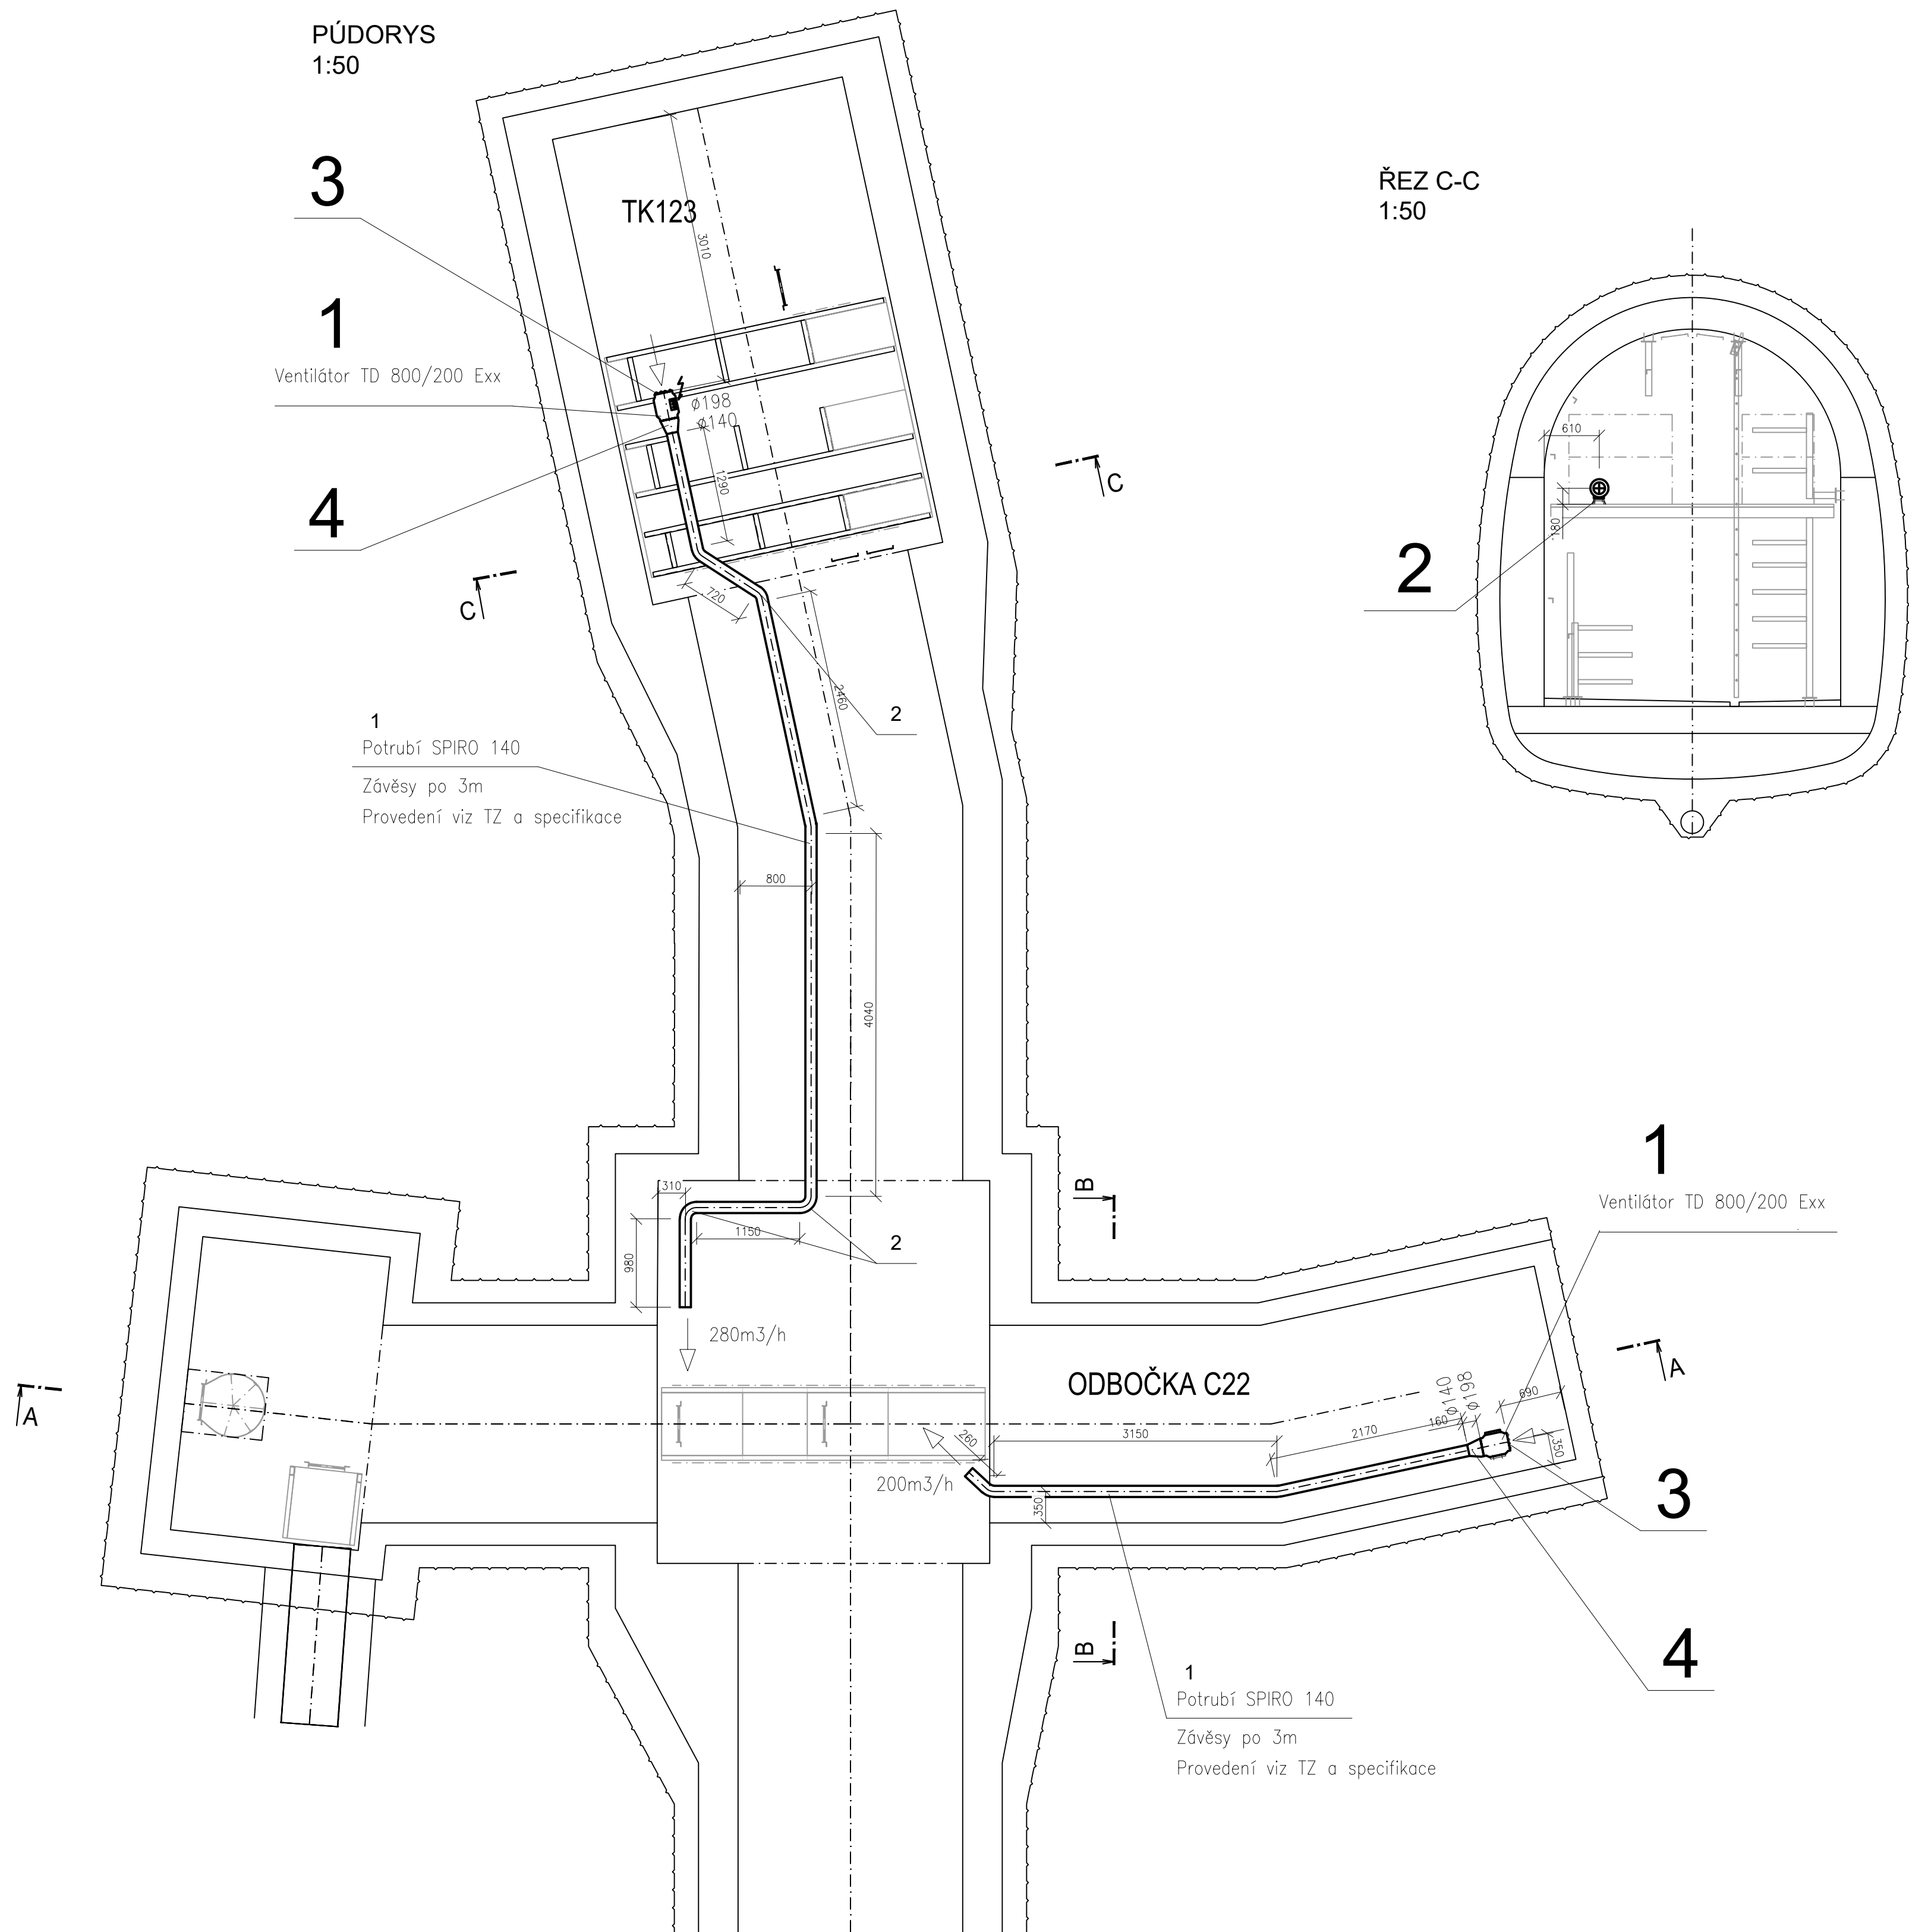 PÚDORYS
1:50
3
TK123
3010
ŘEZ C-C
1:50
1
Ventilátor TD 800/200 Exx
ø198
ø140
4
1290
C
C
720
2460
610
180
2
2
1
Potrubí SPIRO 140
Závěsy po 3m
Provedení viz TZ a specifikace
800
4040
310
1150
980
2
280m3/h
B
1
Ventilátor TD 800/200 Exx
A
ODBOČKA C22
A
ø140
ø198
690
160
2170
3150
260
350
200m3/h
350
3
4
B
1
Potrubí SPIRO 140
Závěsy po 3m
Provedení viz TZ a specifikace